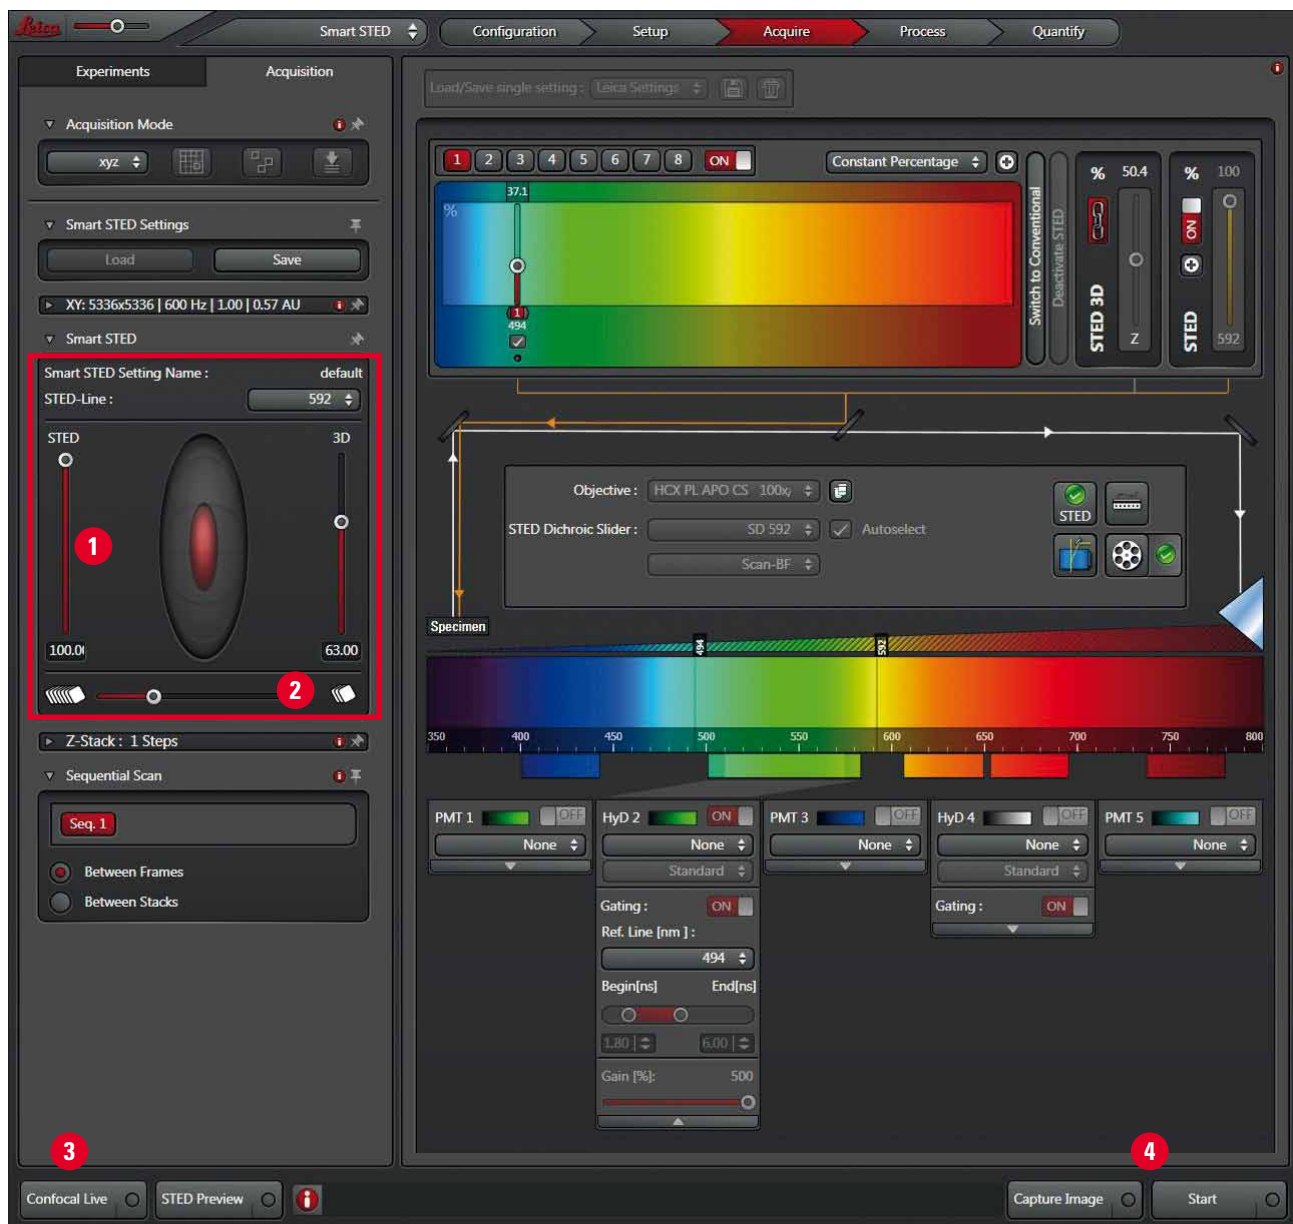 Leica
Smart STED
Configuration
Setup
Acquire
Process
Quantify
Experiments
Acquisition
Acquisition Mode
xyz
Smart STED Settings
Load
Save
XY: 5336x5336 | 600 Hz | 1.00 | 0.57 AU
Smart STED
Smart STED Setting Name : default
STED-Line : 592
STED
3D
1
100.0
63.00
2
Z-Stack : 1 Steps
Sequential Scan
Seq. 1
Between Frames
Between Stacks
Load/Save single setting : Leica Settings
1 2 3 4 5 6 7 8 ON
Constant Percentage
37.1
%
(1)
494
Switch to Conventional
Deactivate STED
% 50.4
STED 3D
Z
% 100
ON
STED
592
Objective : HCX PL APO CS 100x
STED Dichroic Slider : SD 592
Autoselect
Scan-BF
STED
Specimen
494
592
350 400 450 500 550 600 650 700 750 800
PMT 1 OFF
None
HyD 2 ON
None
Standard
Gating : ON
Ref. Line [nm ] :
494
Begin[ns] End[ns]
1.80 6.00
Gain [%]: 500
PMT 3 OFF
None
HyD 4 OFF
None
Standard
Gating : ON
PMT 5 OFF
None
3
4
Confocal Live
STED Preview
Capture Image
Start